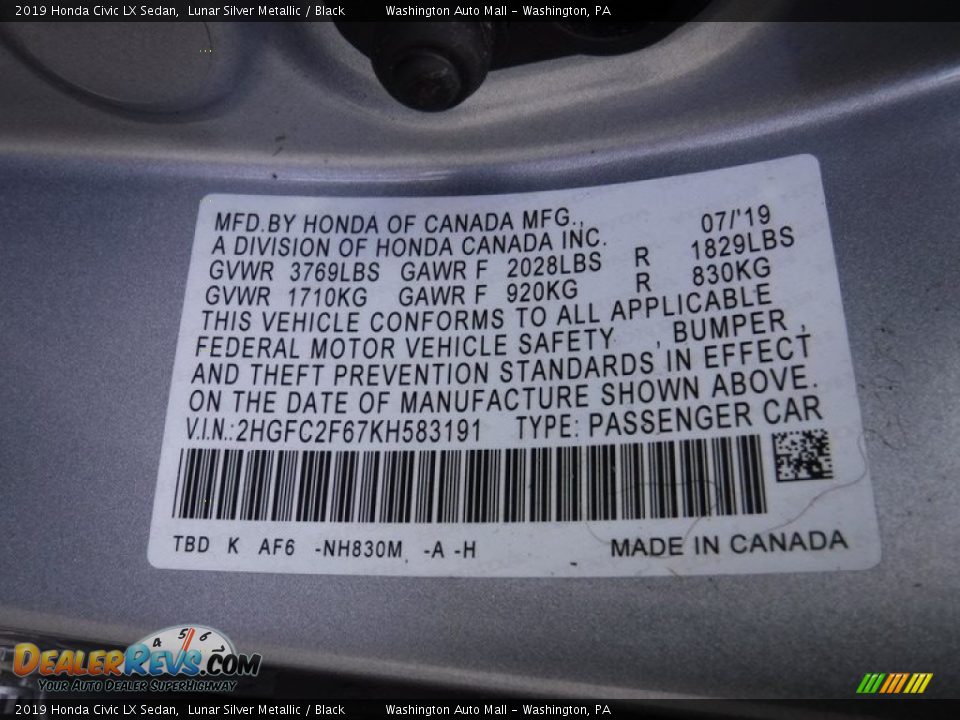 2019 Honda Civic LX Sedan, Lunar Silver Metallic / Black Washington Auto Mall - Washington, PA
MFD.BY HONDA OF CANADA MFG., 07/'19
A DIVISION OF HONDA CANADA INC.
GVWR 3769LBS GAWR F 2028LBS R 1829LBS
GVWR 1710KG GAWR F 920KG R 830KG
THIS VEHICLE CONFORMS TO ALL APPLICABLE
FEDERAL MOTOR VEHICLE SAFETY , BUMPER ,
AND THEFT PREVENTION STANDARDS IN EFFECT
ON THE DATE OF MANUFACTURE SHOWN ABOVE.
V.I.N.:2HGFC2F67KH583191 TYPE: PASSENGER CAR
TBD K AF6 -NH830M -A -H MADE IN CANADA
4 5 6
DEALERREVS.COM
YOUR AUTO DEALER SUPERHIGHWAY
2019 Honda Civic LX Sedan, Lunar Silver Metallic / Black Washington Auto Mall - Washington, PA